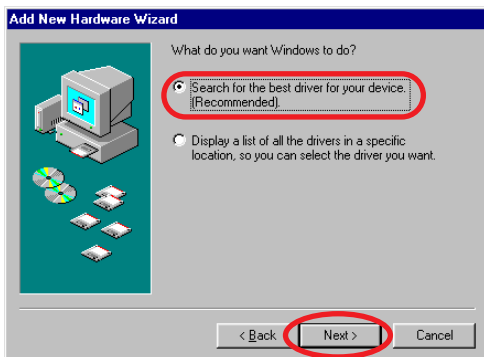 Add New Hardware Wizard
What do you want Windows to do?
Search for the best driver for your device.
(Recommended).
Display a list of all the drivers in a specific
location, so you can select the driver you want.
< Back
Next >
Cancel